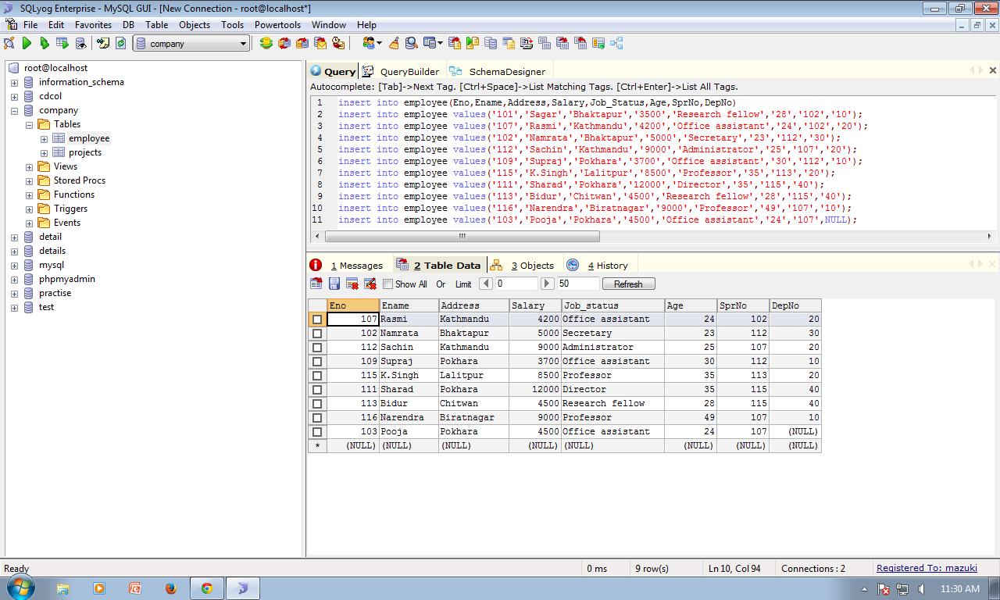 SQLyog Enterprise - MySQL GUI - [New Connection - root@localhost*]
File Edit Favorites DB Table Objects Tools Powertools Window Help
company
root@localhost
information_schema
cdcol
company
Tables
employee
projects
Views
Stored Procs
Functions
Triggers
Events
detail
details
mysql
phpmyadmin
practise
test
Query QueryBuilder SchemaDesigner
Autocomplete: [Tab]->Next Tag. [Ctrl+Space]->List Matching Tags. [Ctrl+Enter]->List All Tags.
1 insert into employee(Eno,Ename,Address,Salary,Job_Status,Age,SprNo,DepNo)
2 insert into employee values('101','Sagar','Bhaktapur','3500','Research fellow','28','102','10');
3 insert into employee values('107','Rasmi','Kathmandu','4200','Office assistant','24','102','20');
4 insert into employee values('102','Namrata','Bhaktapur','5000','Secretary','23','112','30');
5 insert into employee values('112','Sachin','Kathmandu','9000','Administrator','25','107','20');
6 insert into employee values('109','Supraj','Pokhara','3700','Office assistant','30','112','10');
7 insert into employee values('115','K.Singh','Lalitpur','8500','Professor','35','113','20');
8 insert into employee values('111','Sharad','Pokhara','12000','Director','35','115','40');
9 insert into employee values('113','Bidur','Chitwan','4500','Research fellow','28','115','40');
10 insert into employee values('116','Narendra','Biratnagar','9000','Professor','49','107','10');
11 insert into employee values('103','Pooja','Pokhara','4500','Office assistant','24','107',NULL);
1 Messages 2 Table Data 3 Objects 4 History
Show All Or Limit 0 50 Refresh
Eno Ename Address Salary Job_status Age SprNo DepNo
107 Rasmi Kathmandu 4200 Office assistant 24 102 20
102 Namrata Bhaktapur 5000 Secretary 23 112 30
112 Sachin Kathmandu 9000 Administrator 25 107 20
109 Supraj Pokhara 3700 Office assistant 30 112 10
115 K.Singh Lalitpur 8500 Professor 35 113 20
111 Sharad Pokhara 12000 Director 35 115 40
113 Bidur Chitwan 4500 Research fellow 28 115 40
116 Narendra Biratnagar 9000 Professor 49 107 10
103 Pooja Pokhara 4500 Office assistant 24 107 (NULL)
* (NULL) (NULL) (NULL) (NULL) (NULL) (NULL) (NULL) (NULL)
Ready 0 ms 9 row(s) Ln 10, Col 94 Connections : 2 Registered To: mazuki
11:30 AM